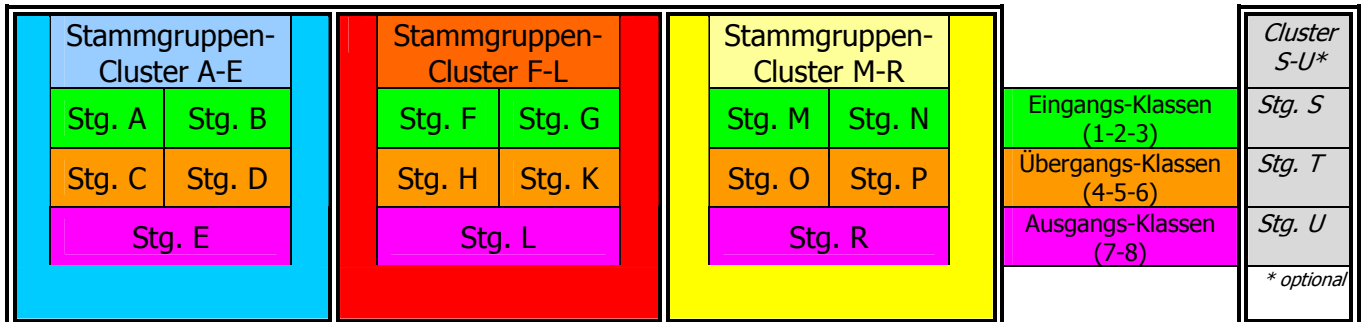 Stammgruppen-
Cluster A-E
Stammgruppen-
Cluster F-L
Stammgruppen-
Cluster M-R
Cluster
S-U*
Stg. A
Stg. B
Stg. F
Stg. G
Stg. M
Stg. N
Eingangs-Klassen
(1-2-3)
Stg. S
Stg. C
Stg. D
Stg. H
Stg. K
Stg. O
Stg. P
Übergangs-Klassen
(4-5-6)
Stg. T
Stg. E
Stg. L
Stg. R
Ausgangs-Klassen
(7-8)
Stg. U
* optional